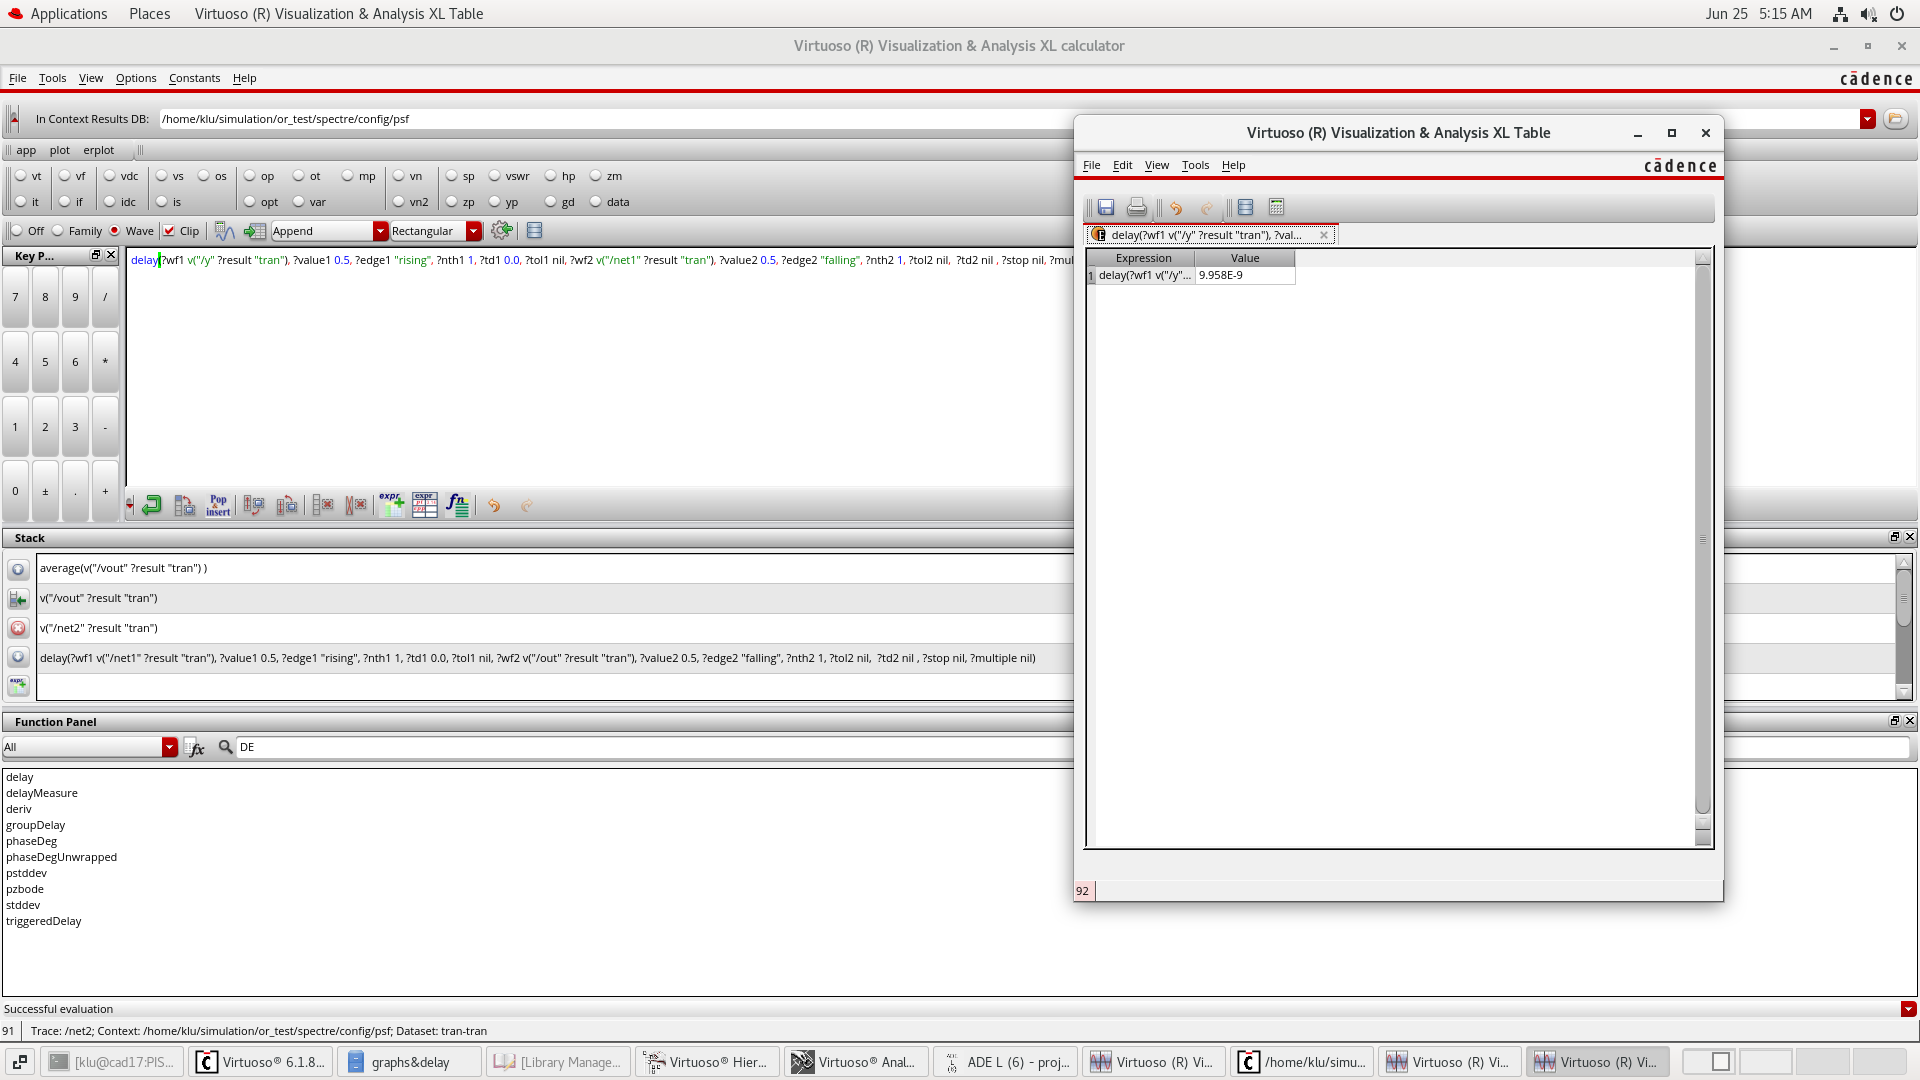 Applications Places Virtuoso (R) Visualization & Analysis XL Table Jun 25 5:15 AM
Virtuoso (R) Visualization & Analysis XL calculator
File Tools View Options Constants Help cādence
In Context Results DB: /home/klu/simulation/or_test/spectre/config/psf
app plot erplot
vt vf vdc vs os op ot mp vn sp vswr hp zm
it if idc is opt var vn2 zp yp gd data
Off Family Wave Clip Append Rectangular
Key P...
7 8 9 /
4 5 6 *
1 2 3 -
0 ± . +
delay(?wf1 v("/y" ?result "tran"), ?value1 0.5, ?edge1 "rising", ?nth1 1, ?td1 0.0, ?tol1 nil, ?wf2 v("/net1" ?result "tran"), ?value2 0.5, ?edge2 "falling", ?nth2 1, ?tol2 nil, ?td2 nil , ?stop nil, ?mul
Pop & insert expr expr fn
Stack
average(v("/vout" ?result "tran") )
v("/vout" ?result "tran")
v("/net2" ?result "tran")
delay(?wf1 v("/net1" ?result "tran"), ?value1 0.5, ?edge1 "rising", ?nth1 1, ?td1 0.0, ?tol1 nil, ?wf2 v("/out" ?result "tran"), ?value2 0.5, ?edge2 "falling", ?nth2 1, ?tol2 nil, ?td2 nil , ?stop nil, ?multiple nil)
Function Panel
All fx DE
delay
delayMeasure
deriv
groupDelay
phaseDeg
phaseDegUnwrapped
pstddev
pzbode
stddev
triggeredDelay
Successful evaluation
91 Trace: /net2; Context: /home/klu/simulation/or_test/spectre/config/psf; Dataset: tran-tran
Virtuoso (R) Visualization & Analysis XL Table
File Edit View Tools Help cādence
delay(?wf1 v("/y" ?result "tran"), ?val...
Expression Value
1 delay(?wf1 v("/y"... 9.958E-9
92
[klu@cad17:PIS... Virtuoso® 6.1.8... graphs&delay [Library Manage... Virtuoso® Hier... Virtuoso® Anal... ADE L (6) - proj... Virtuoso (R) Vi... /home/klu/simu... Virtuoso (R) Vi... Virtuoso (R) Vi...